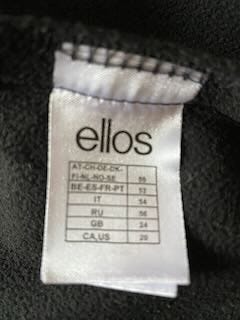 ellos
AT-CH-DE-DK-
FI-NL-NO-SE 50
BE-ES-FR-PT 52
IT 54
RU 56
GB 24
CA,US 20